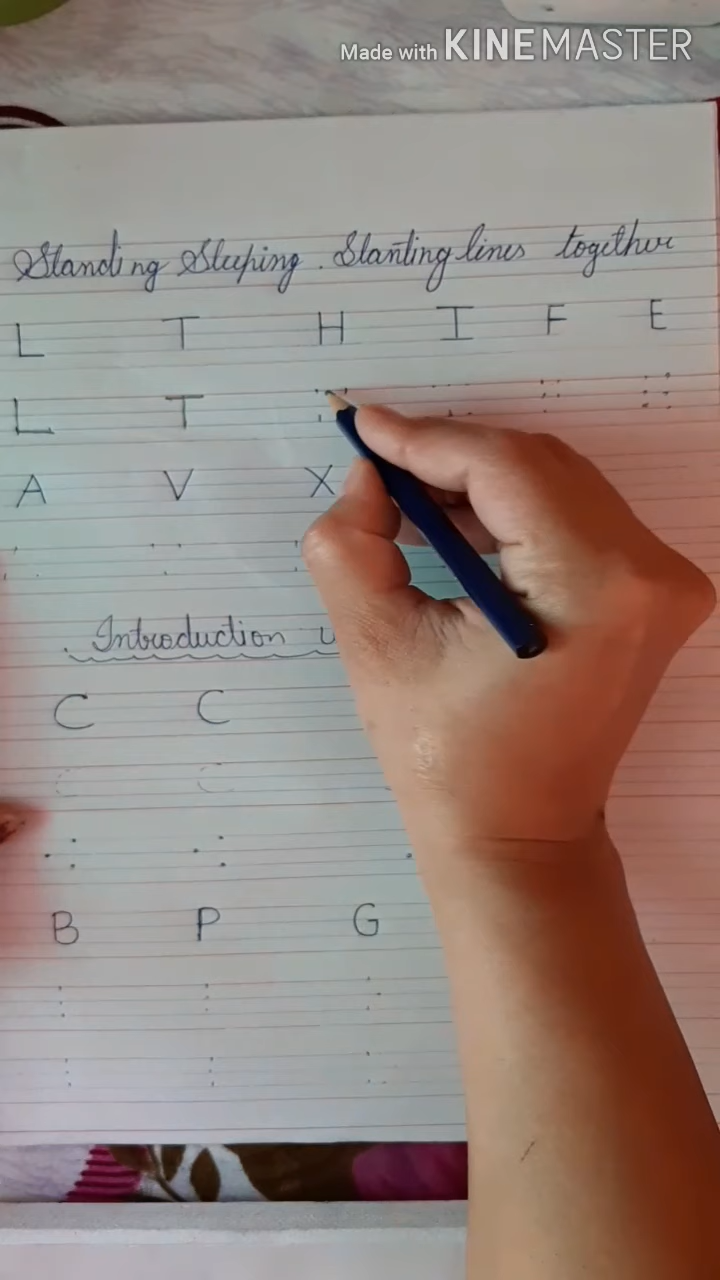 Made with KINEMASTER
Standing Sleeping. Slanting lines together
L T H I F E
L T
A V X
Introduction
C C
C C
B P G